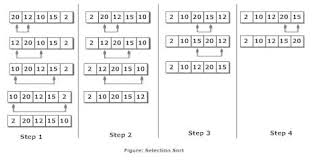 20 12 10 15 2
12 20 10 15 2
10 20 12 15 2
10 20 12 15 2
2 20 12 15 10
Step 1
2 20 12 15 10
2 12 20 15 10
2 12 20 15 10
2 10 20 15 12
Step 2
2 10 20 15 12
2 10 15 20 12
2 10 12 20 15
Step 3
2 10 12 20 15
2 10 12 15 20
Step 4
Figure: Selection Sort